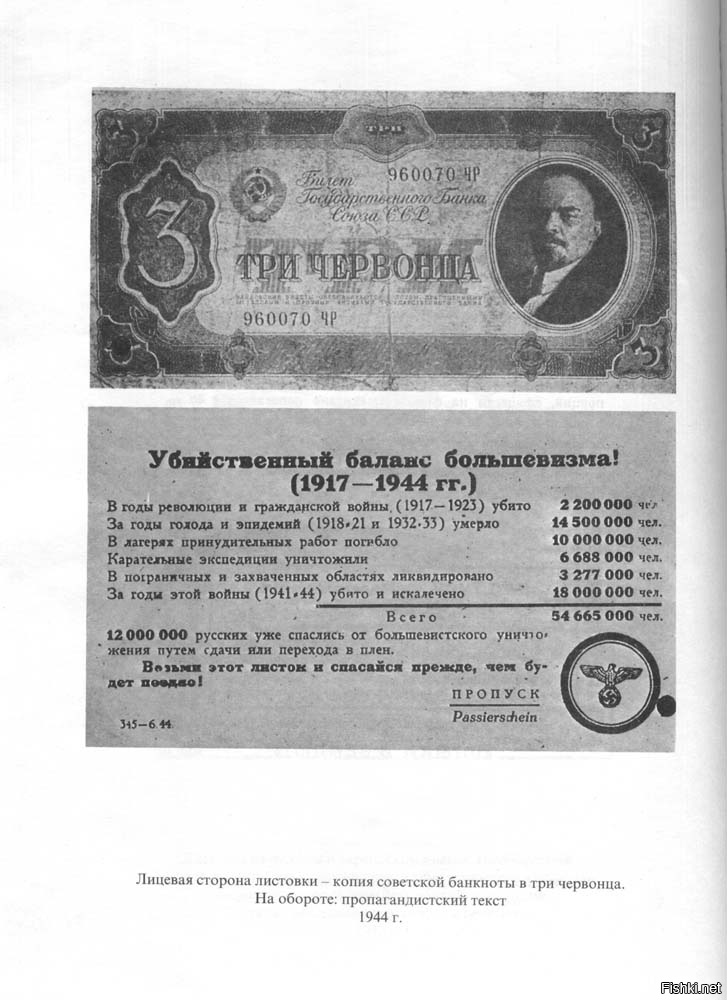 3
ТРИ
3
960070 ЧР
Билет
Государственного Банка
Союза ССР.
3
ТРИ
ТРИ ЧЕРВОНЦА
960070 ЧР
3
3
Убийственный баланс большевизма!
(1917—1944 гг.)
В годы революции и гражданской войны, (1917—1923) убито 2 200 000 чел
За годы голода и эпидемий (1918-21 и 1932-33) умерло 14 500 000 чел.
В лагерях принудительных работ погибло 10 000 000 чел.
Карательные экспедиции уничтожили 6 688 000 чел.
В пограничных и захваченных областях ликвидировано 3 277 000 чел.
За годы этой войны (1941-44) убито и искалечено 18 000 000 чел.
Всего 54 665 000 чел.
12 000 000 русских уже спаслись от большевистского уничто-
жения путем сдачи или перехода в плен.
Возьми этот листок и спасайся прежде, чем бу-
дет поздно!
ПРОПУСК
Passierschein
345—6.44.
Лицевая сторона листовки – копия советской банкноты в три червонца.
На обороте: пропагандистский текст
1944 г.
Fishki.net